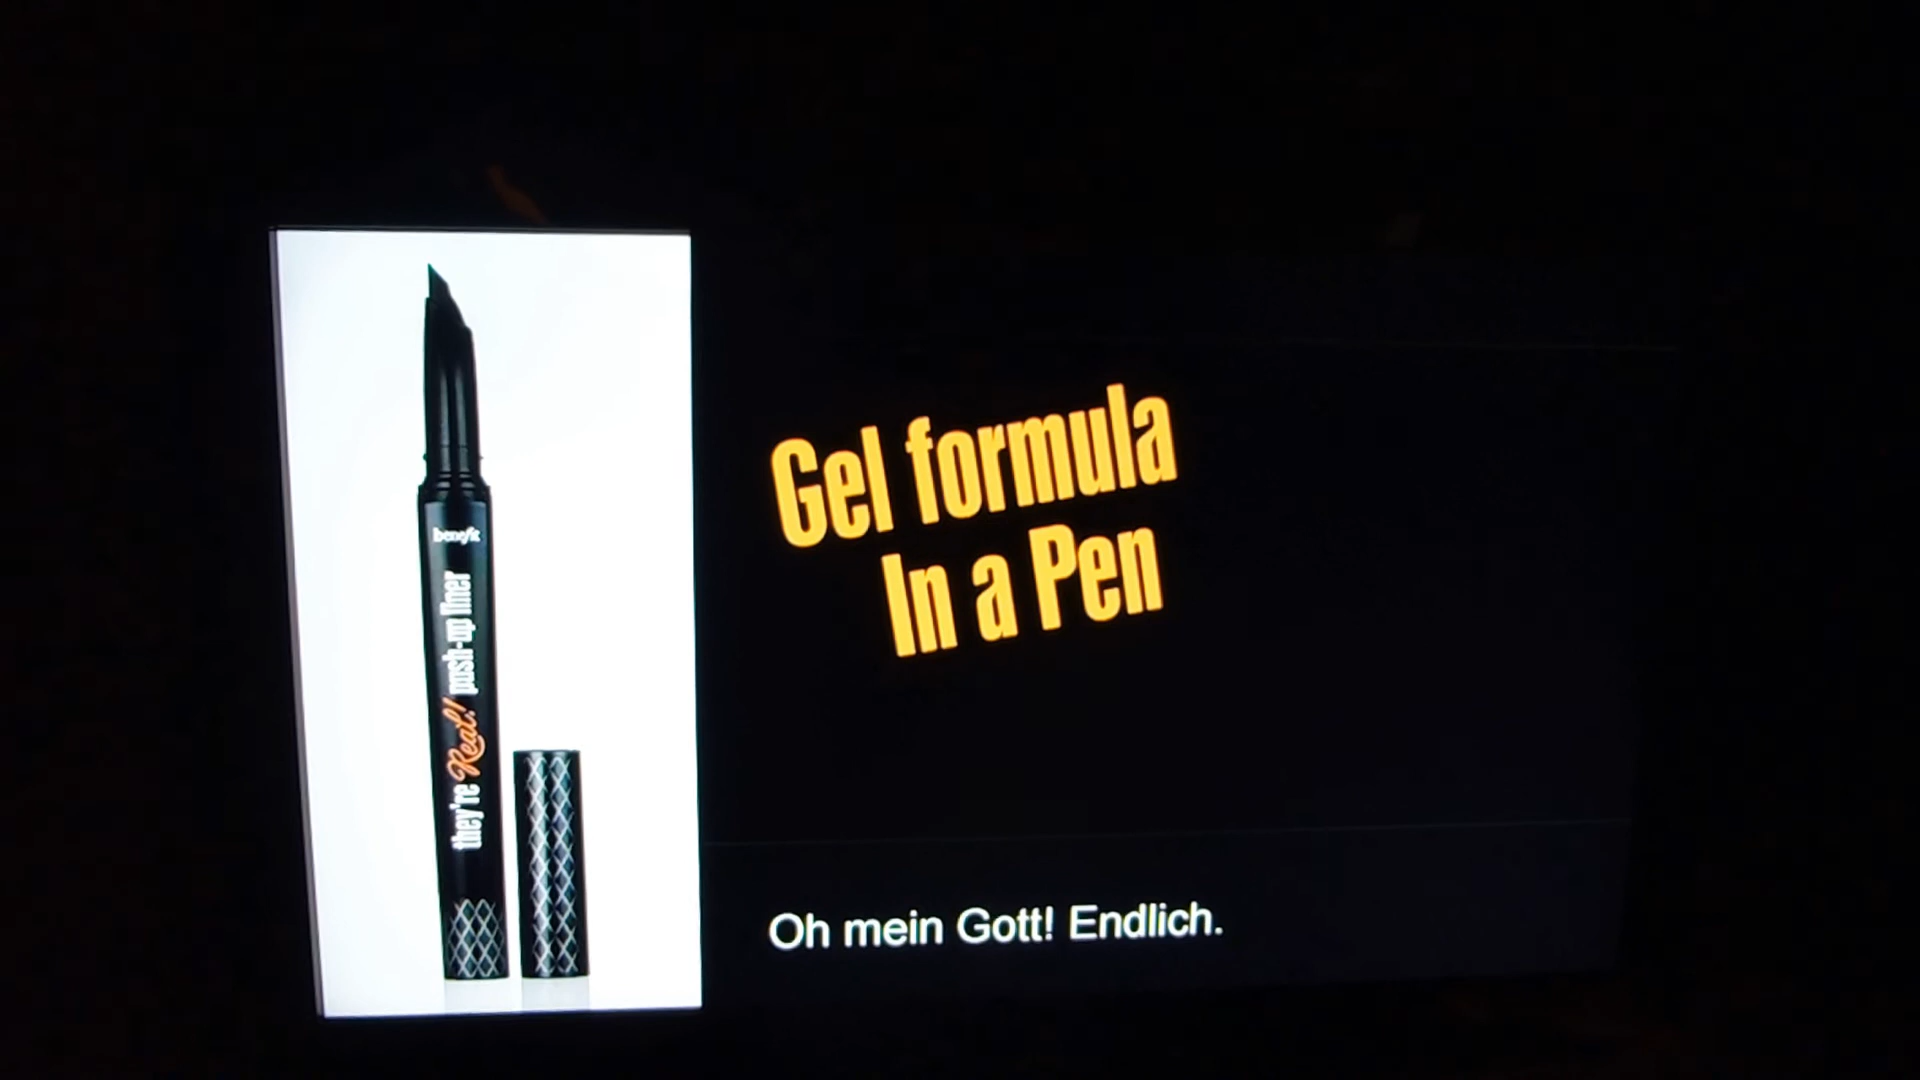 benefit
they're Real! push-up liner
Gel formula
In a Pen
Oh mein Gott! Endlich.